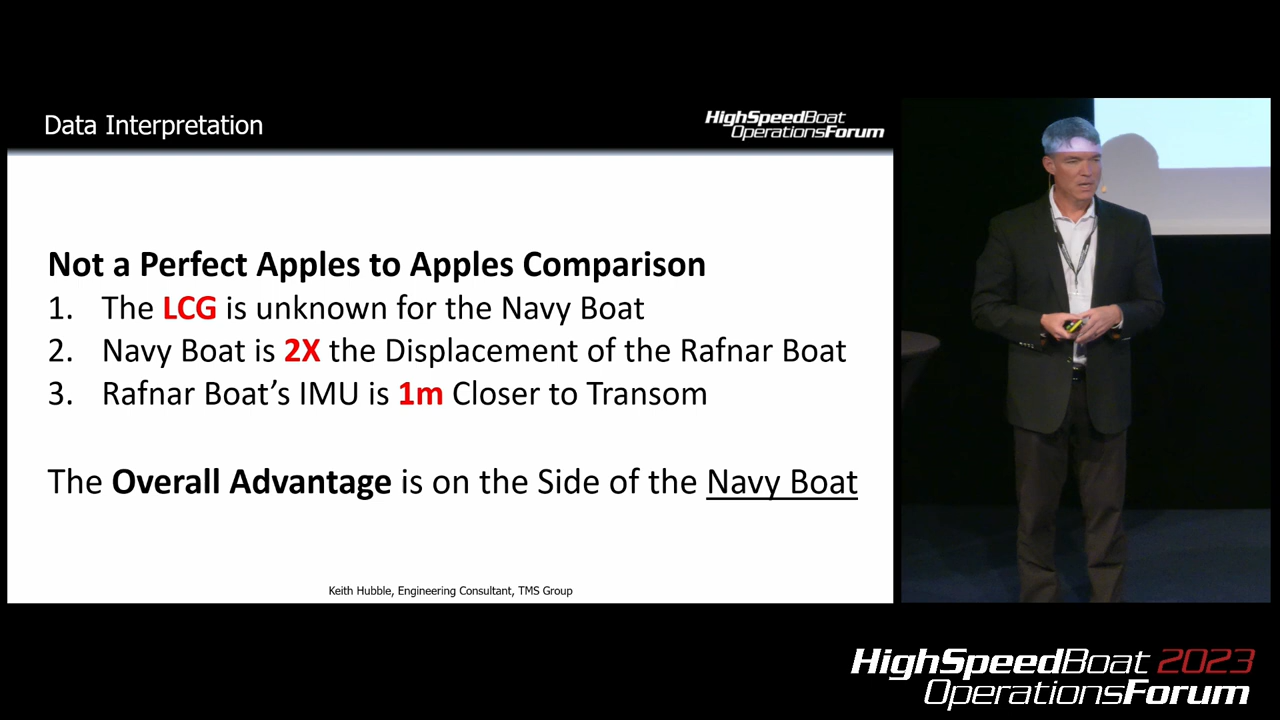 Data Interpretation
HighSpeedBoat
OperationsForum
Not a Perfect Apples to Apples Comparison
1. The LCG is unknown for the Navy Boat
2. Navy Boat is 2X the Displacement of the Rafnar Boat
3. Rafnar Boat’s IMU is 1m Closer to Transom
The Overall Advantage is on the Side of the Navy Boat
Keith Hubble, Engineering Consultant, TMS Group
HighSpeedBoat 2023
OperationsForum